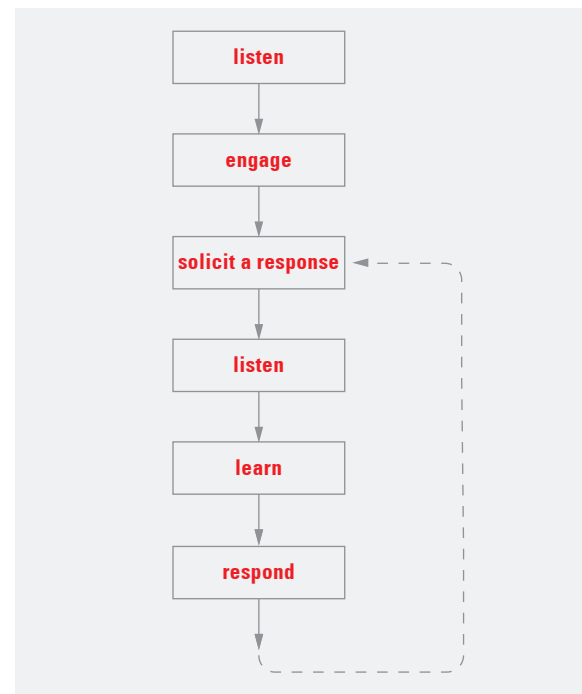 listen
engage
solicit a response
listen
learn
respond